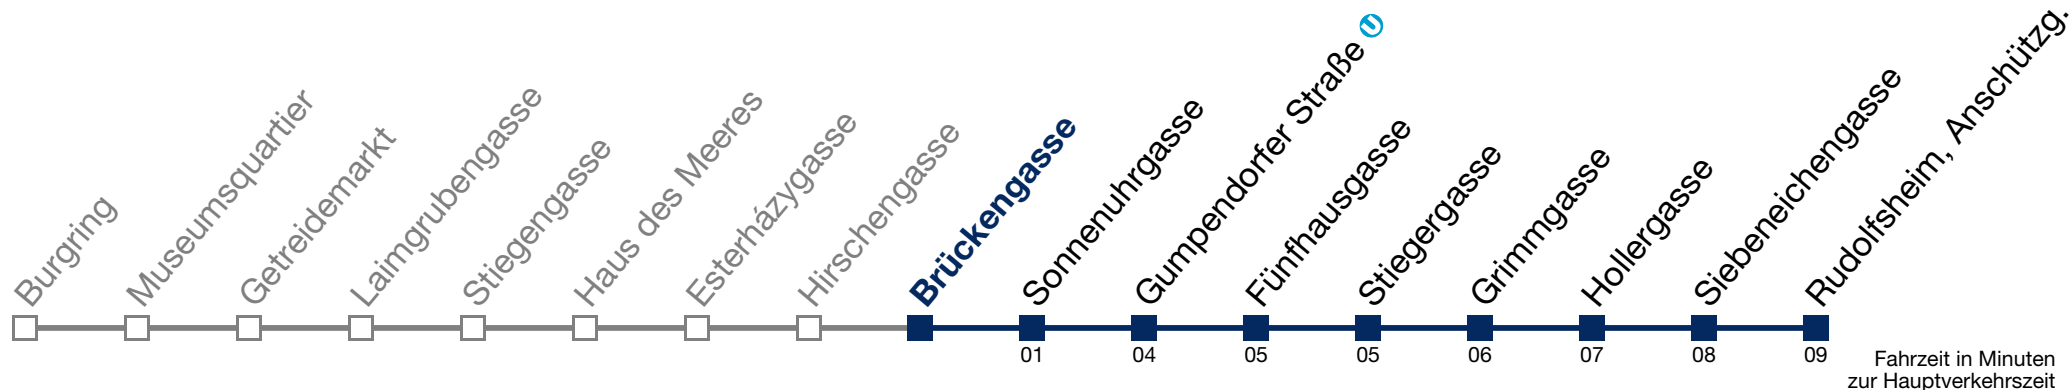 Burgring
Museumsquartier
Getreidemarkt
Laimgrubengasse
Stiegengasse
Haus des Meeres
Esterházygasse
Hirschengasse
Brückengasse
Sonnenuhrgasse
Gumpendorfer Straße U
Fünfhausgasse
Stiegergasse
Grimmgasse
Hollergasse
Siebeneichengasse
Rudolfsheim, Anschützg.
01 04 05 05 06 07 08 09
Fahrzeit in Minuten
zur Hauptverkehrszeit